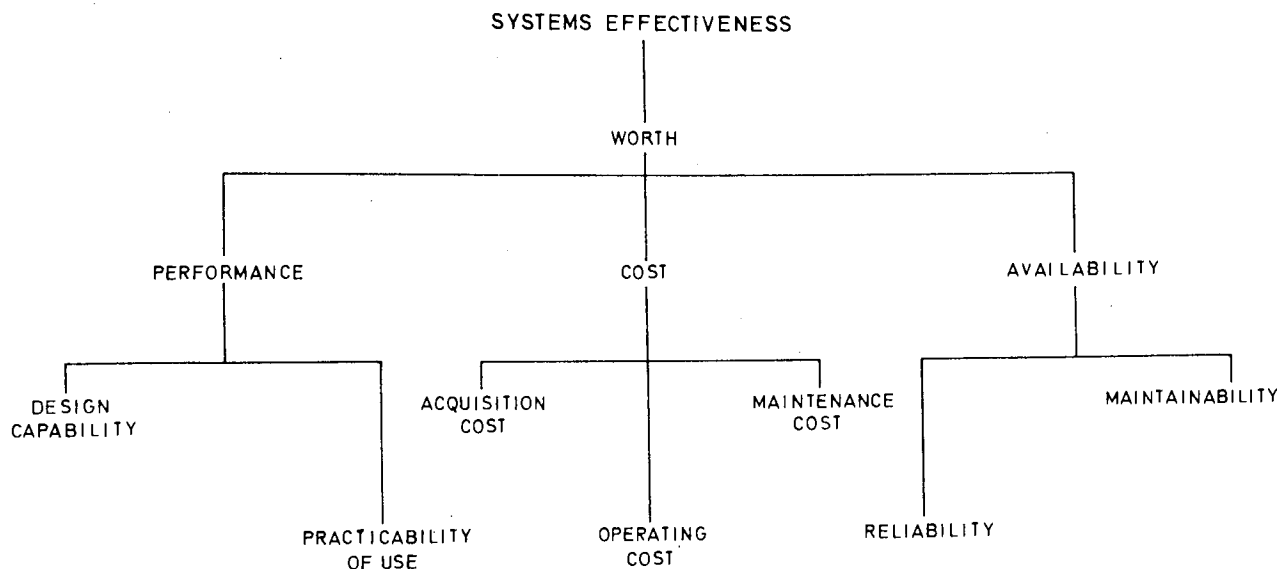 SYSTEMS EFFECTIVENESS
WORTH
PERFORMANCE
COST
AVAILABILITY
DESIGN
CAPABILITY
ACQUISITION
COST
MAINTENANCE
COST
MAINTAINABILITY
PRACTICABILITY
OF USE
OPERATING
COST
RELIABILITY